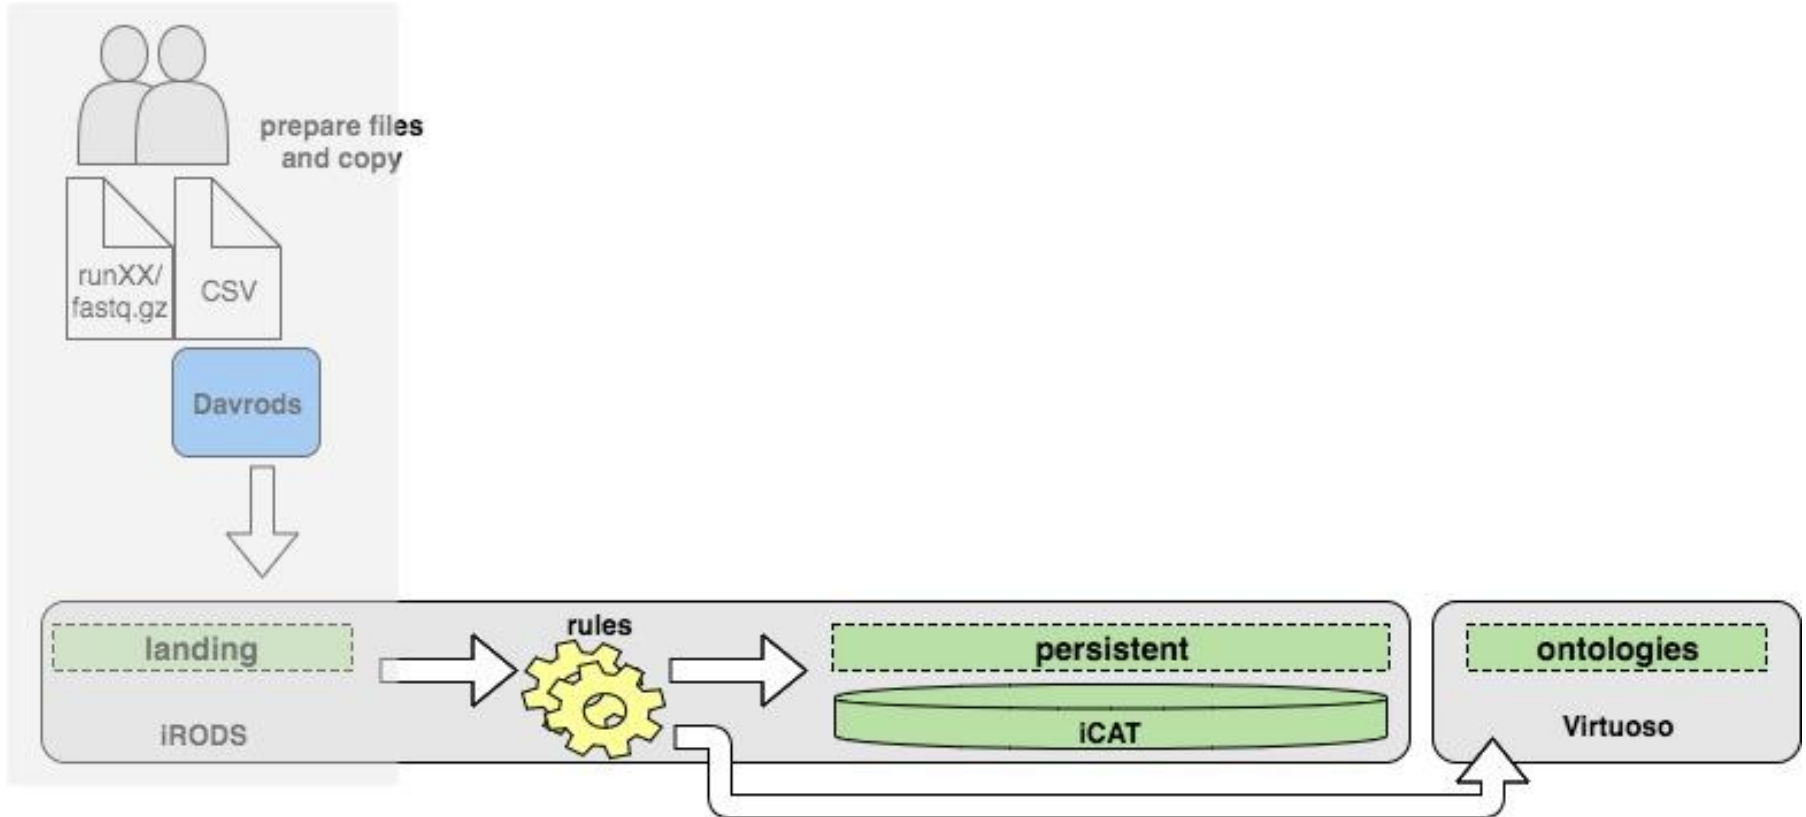 prepare files
and copy
runXX/
fastq.gz
CSV
Davrods
rules
landing
persistent
ontologies
iRODS
iCAT
Virtuoso